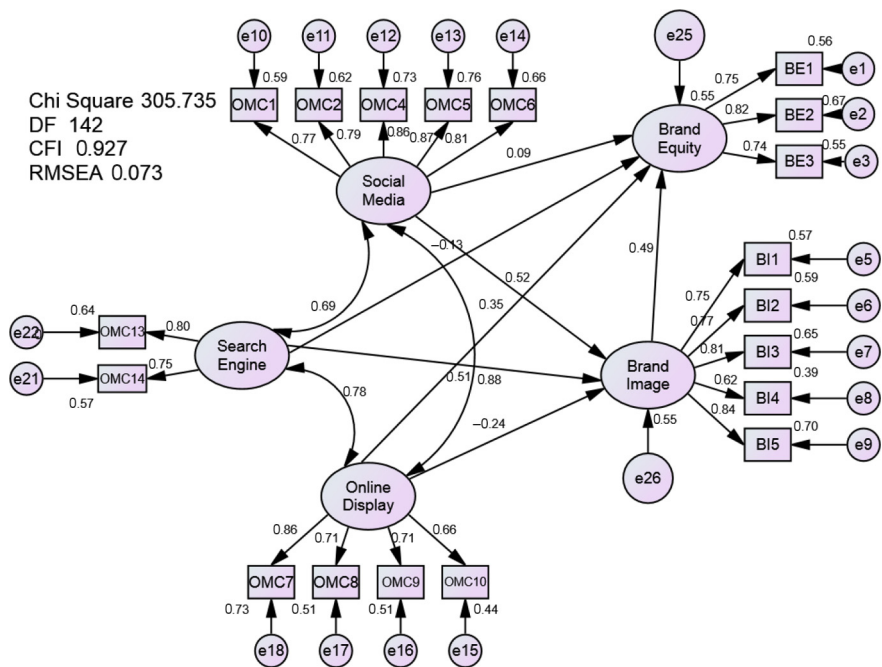 e10
e11
e12
e13
e14
e25
0.59
0.62
0.73
0.76
0.66
OMC1
OMC2
OMC4
OMC5
OMC6
Chi Square 305.735
DF 142
CFI 0.927
RMSEA 0.073
0.77
0.79
0.86
0.87
0.81
Social
Media
0.09
Brand
Equity
0.55
0.75
0.82
0.74
0.56
BE1
e1
0.67
BE2
e2
0.55
BE3
e3
–0.13
0.52
0.49
0.35
0.69
e22
0.64
OMC13
0.80
e21
0.57
OMC14
0.75
Search
Engine
0.78
0.51
0.88
–0.24
Brand
Image
0.55
e26
0.75
0.77
0.81
0.62
0.84
0.57
BI1
e5
0.59
BI2
e6
0.65
BI3
e7
0.39
BI4
e8
0.70
BI5
e9
Online
Display
0.86
0.71
0.71
0.66
OMC7
OMC8
OMC9
OMC10
0.73
0.51
0.51
0.44
e18
e17
e16
e15